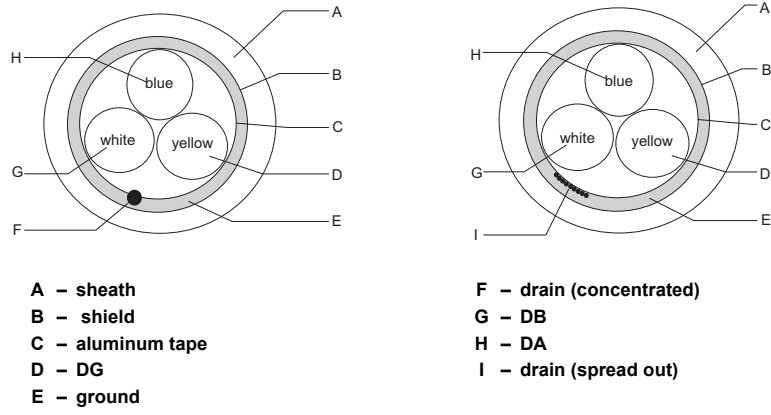 A
H
B
blue
C
white
yellow
G
D
E
F
A
H
B
blue
C
white
yellow
G
D
E
I
A – sheath
B – shield
C – aluminum tape
D – DG
E – ground
F – drain (concentrated)
G – DB
H – DA
I – drain (spread out)